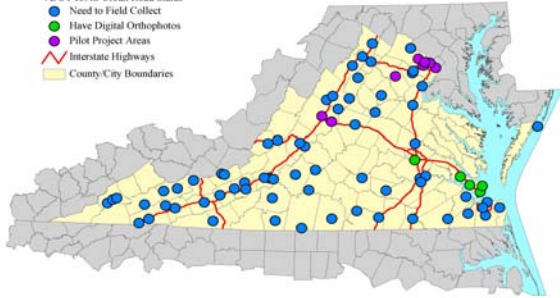 Need to Field Collect
Have Digital Orthophotos
Pilot Project Areas
Interstate Highways
County/City Boundaries